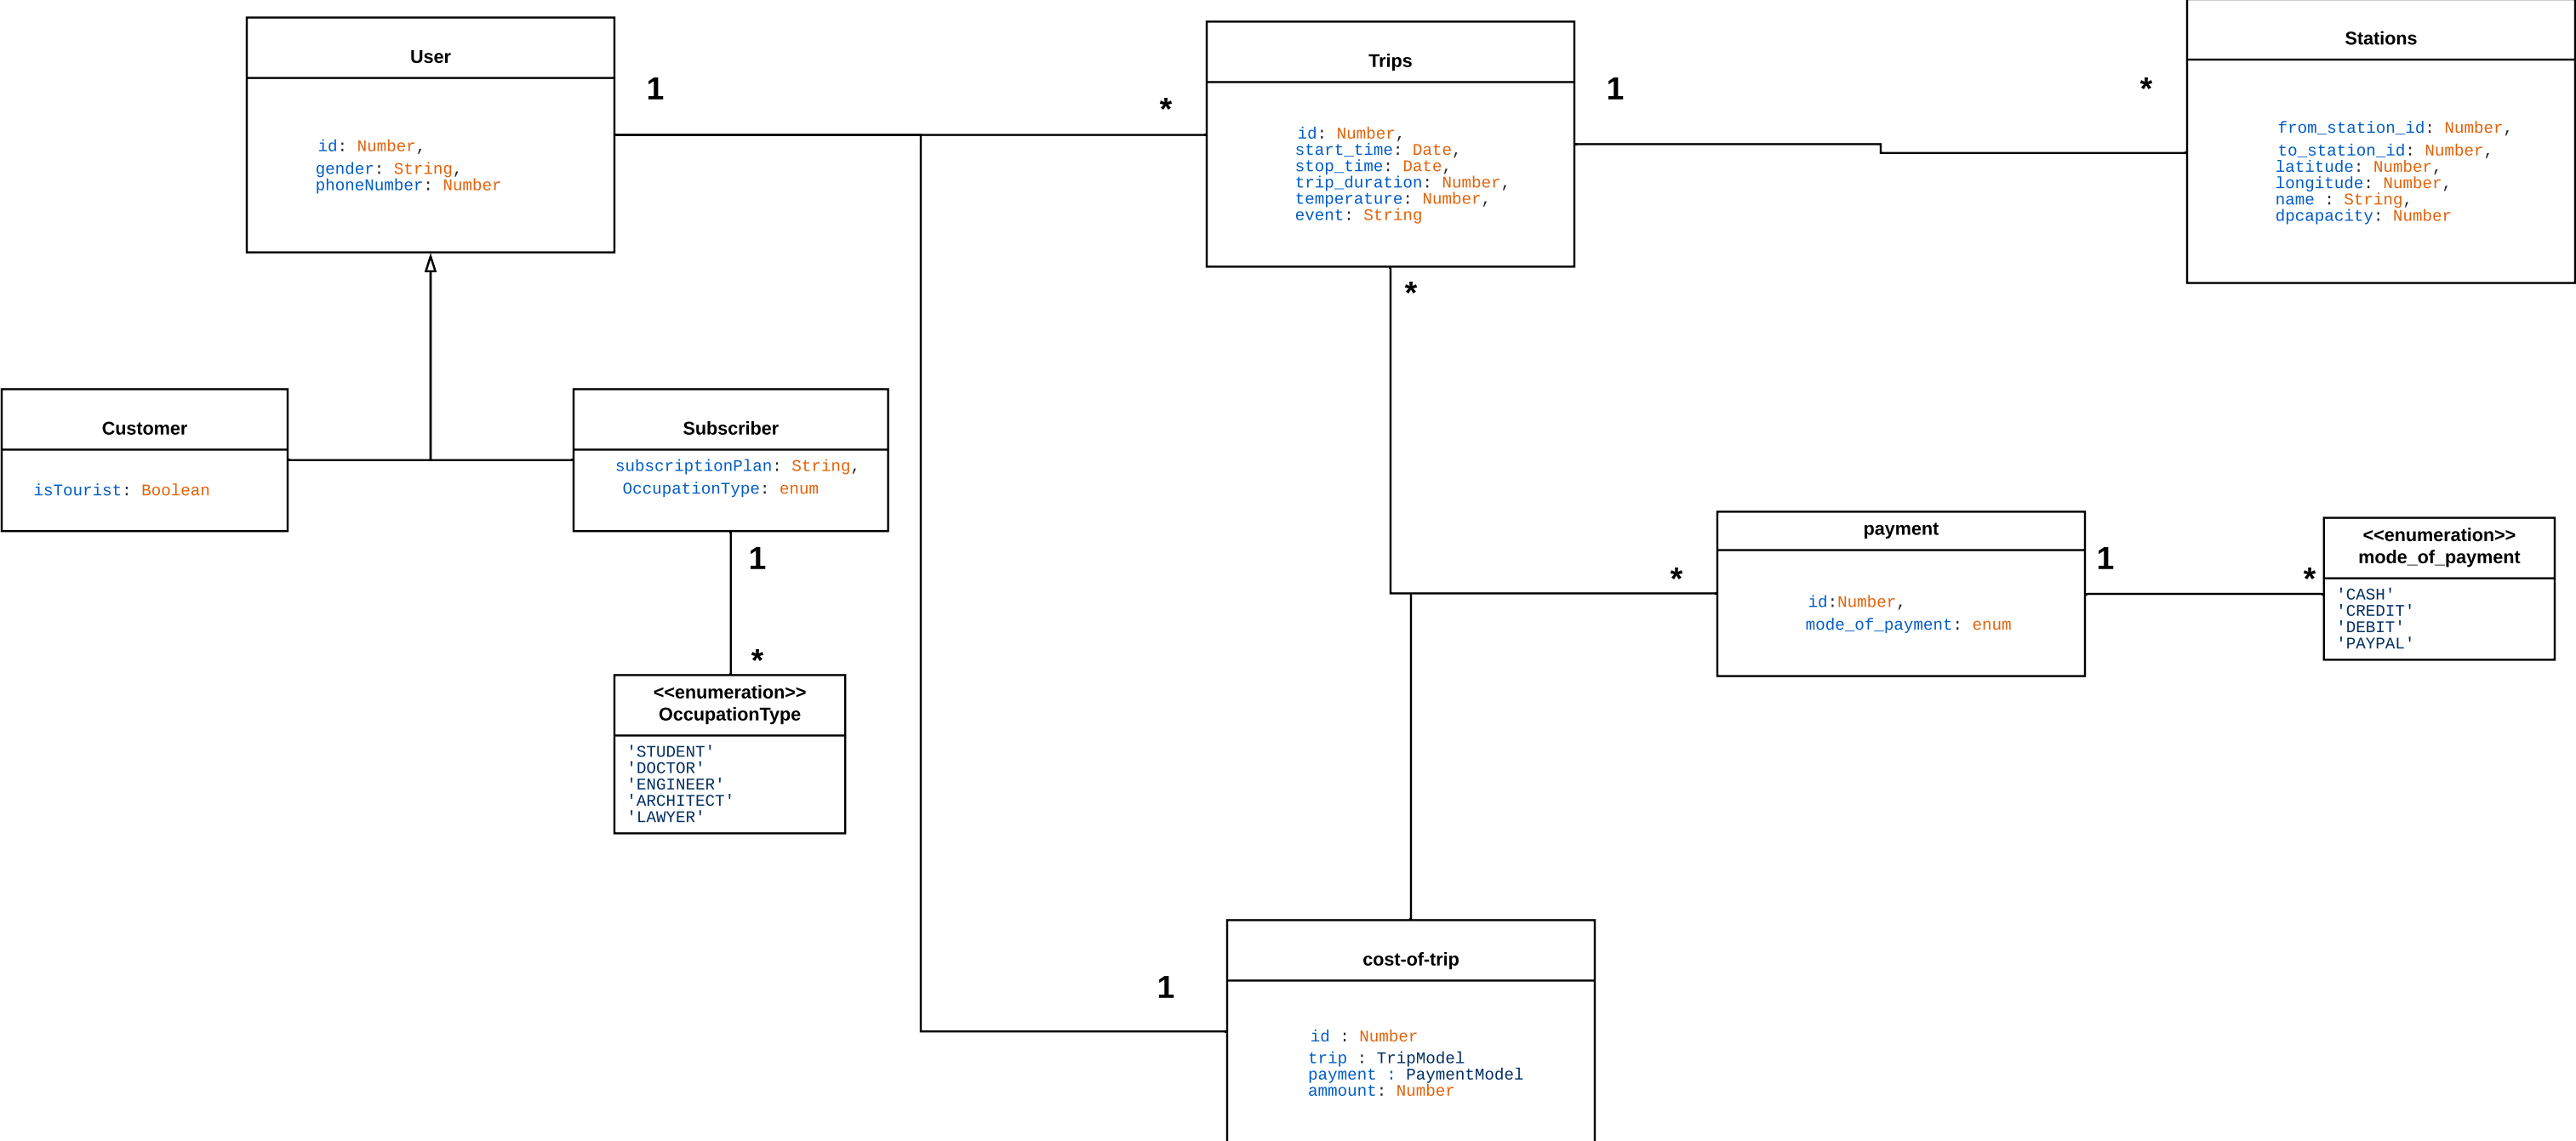 User
id: Number,
gender: String,
phoneNumber: Number
1
*
Trips
id: Number,
start_time: Date,
stop_time: Date,
trip_duration: Number,
temperature: Number,
event: String
1
*
Stations
from_station_id: Number,
to_station_id: Number,
latitude: Number,
longitude: Number,
name : String,
dpcapacity: Number
*
Customer
isTourist: Boolean
Subscriber
subscriptionPlan: String,
OccupationType: enum
1
*
<<enumeration>>
OccupationType
'STUDENT'
'DOCTOR'
'ENGINEER'
'ARCHITECT'
'LAWYER'
*
payment
id:Number,
mode_of_payment: enum
1
*
<<enumeration>>
mode_of_payment
'CASH'
'CREDIT'
'DEBIT'
'PAYPAL'
1
cost-of-trip
id : Number
trip : TripModel
payment : PaymentModel
ammount: Number